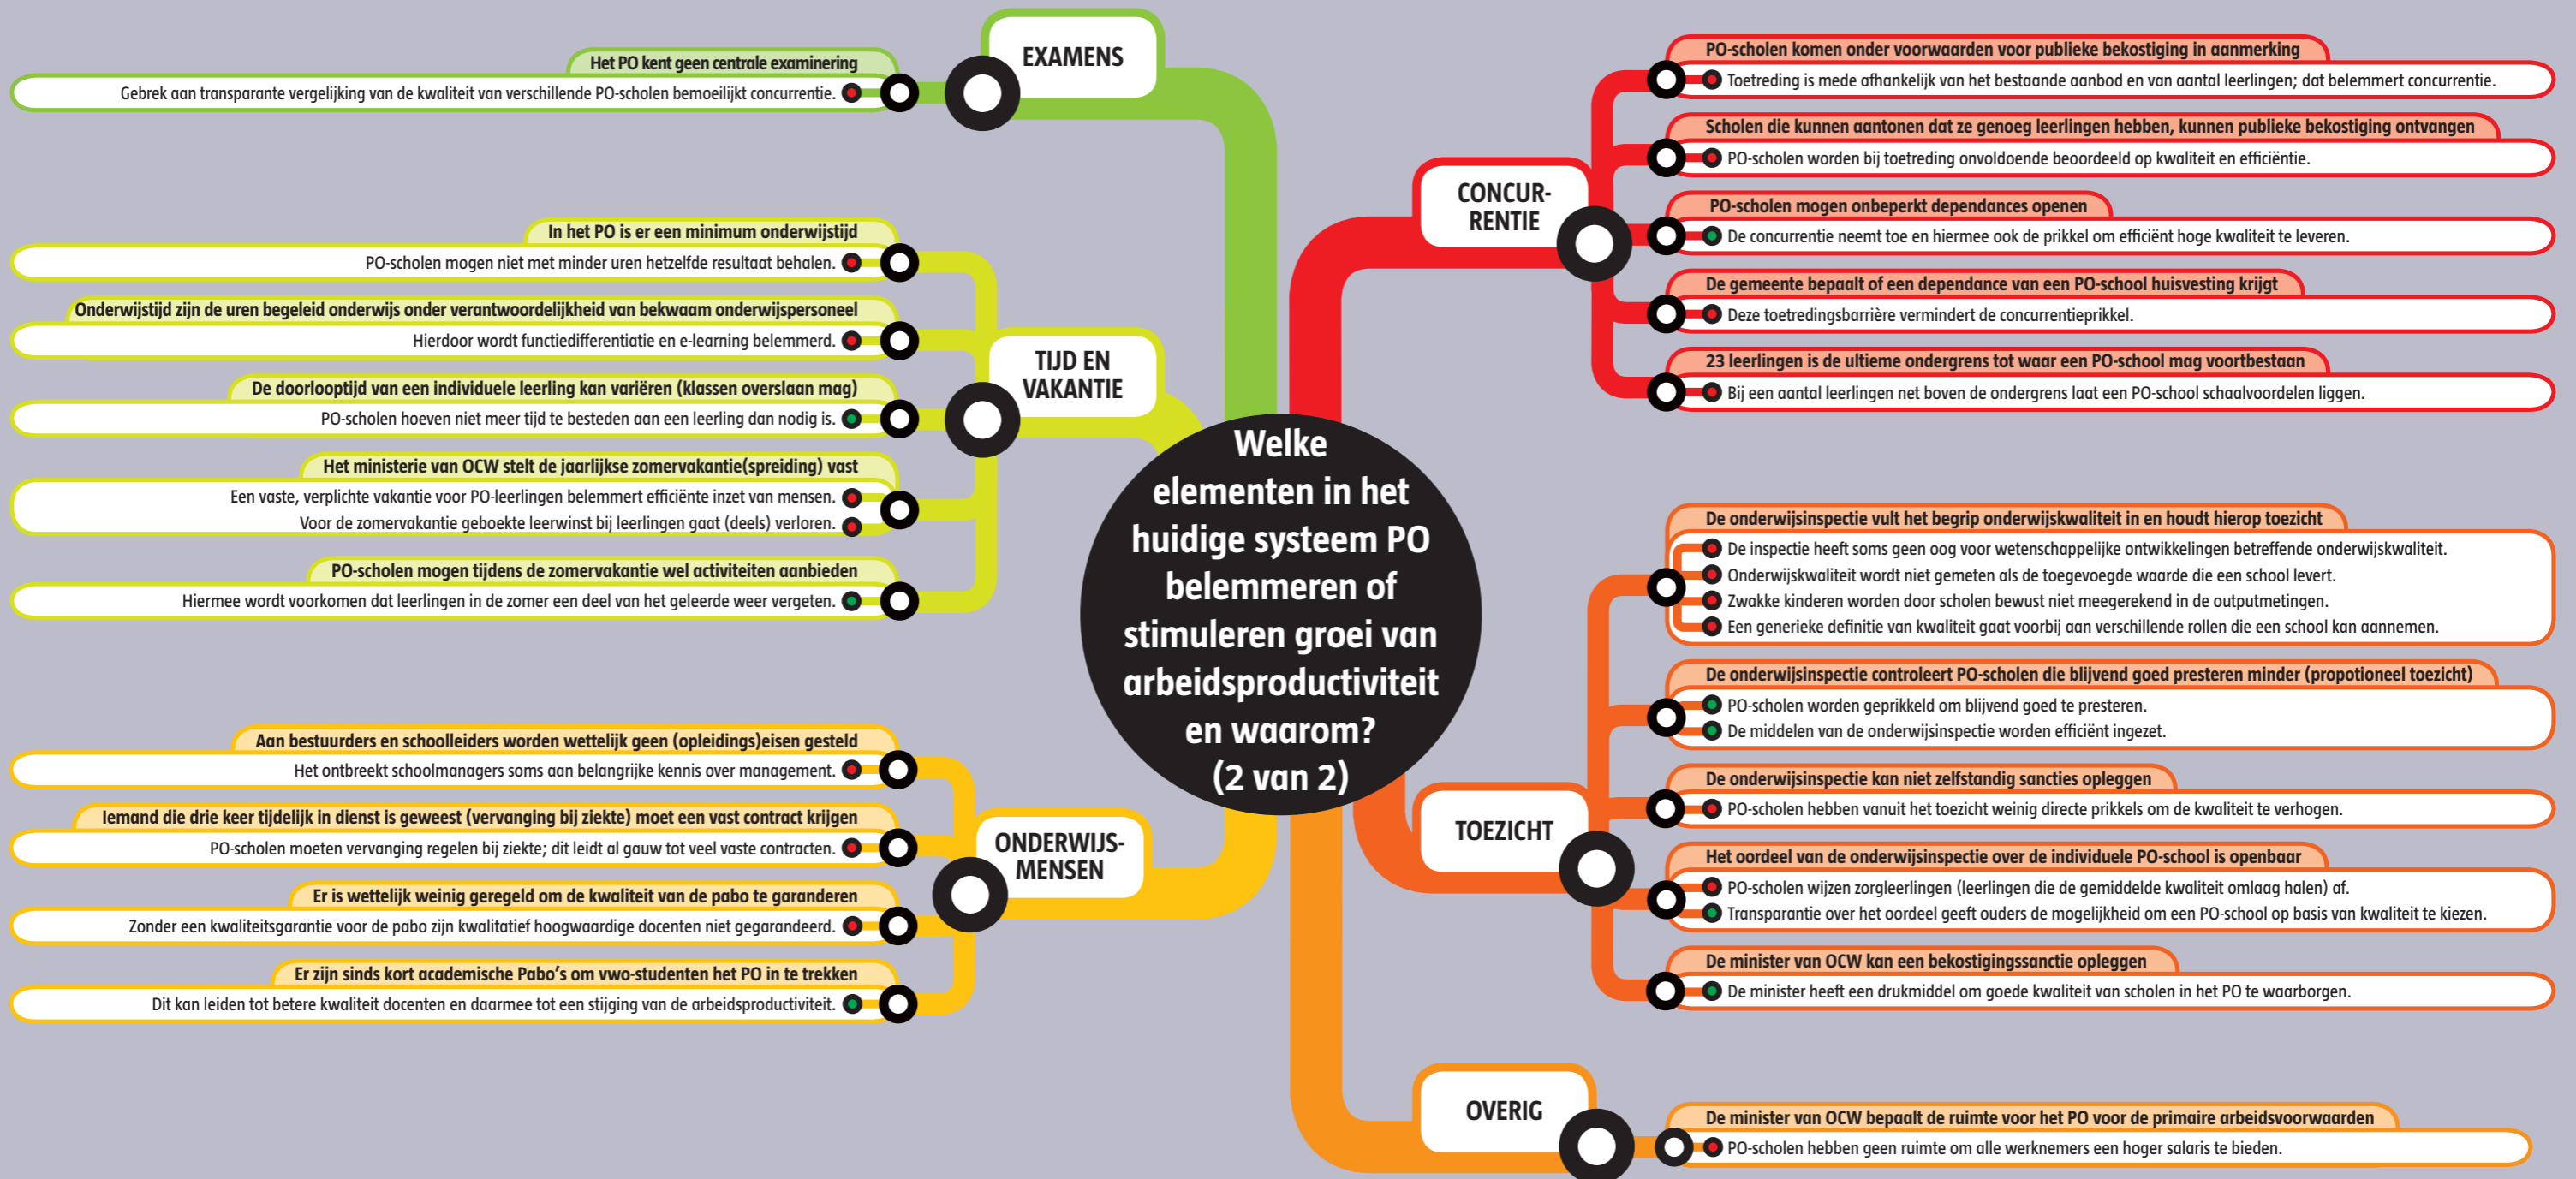 EXAMENS
Het PO kent geen centrale examinering
Gebrek aan transparante vergelijking van de kwaliteit van verschillende PO-scholen bemoeilijkt concurrentie.
TIJD EN
VAKANTIE
In het PO is er een minimum onderwijstijd
PO-scholen mogen niet met minder uren hetzelfde resultaat behalen.
Onderwijstijd zijn de uren begeleid onderwijs onder verantwoordelijkheid van bekwaam onderwijspersoneel
Hierdoor wordt functiedifferentiatie en e-learning belemmerd.
De doorlooptijd van een individuele leerling kan variëren (klassen overslaan mag)
PO-scholen hoeven niet meer tijd te besteden aan een leerling dan nodig is.
Het ministerie van OCW stelt de jaarlijkse zomervakantie(spreiding) vast
Een vaste, verplichte vakantie voor PO-leerlingen belemmert efficiënte inzet van mensen.
Voor de zomervakantie geboekte leerwinst bij leerlingen gaat (deels) verloren.
PO-scholen mogen tijdens de zomervakantie wel activiteiten aanbieden
Hiermee wordt voorkomen dat leerlingen in de zomer een deel van het geleerde weer vergeten.
ONDERWIJS-
MENSEN
Aan bestuurders en schoolleiders worden wettelijk geen (opleidings)eisen gesteld
Het ontbreekt schoolmanagers soms aan belangrijke kennis over management.
Iemand die drie keer tijdelijk in dienst is geweest (vervanging bij ziekte) moet een vast contract krijgen
PO-scholen moeten vervanging regelen bij ziekte; dit leidt al gauw tot veel vaste contracten.
Er is wettelijk weinig geregeld om de kwaliteit van de pabo te garanderen
Zonder een kwaliteitsgarantie voor de pabo zijn kwalitatief hoogwaardige docenten niet gegarandeerd.
Er zijn sinds kort academische Pabo's om vwo-studenten het PO in te trekken
Dit kan leiden tot betere kwaliteit docenten en daarmee tot een stijging van de arbeidsproductiviteit.
Welke
elementen in het
huidige systeem PO
belemmeren of
stimuleren groei van
arbeidsproductiviteit
en waarom?
(2 van 2)
CONCUR-
RENTIE
PO-scholen komen onder voorwaarden voor publieke bekostiging in aanmerking
Toetreding is mede afhankelijk van het bestaande aanbod en van aantal leerlingen; dat belemmert concurrentie.
Scholen die kunnen aantonen dat ze genoeg leerlingen hebben, kunnen publieke bekostiging ontvangen
PO-scholen worden bij toetreding onvoldoende beoordeeld op kwaliteit en efficiëntie.
PO-scholen mogen onbeperkt dependances openen
De concurrentie neemt toe en hiermee ook de prikkel om efficiënt hoge kwaliteit te leveren.
De gemeente bepaalt of een dependance van een PO-school huisvesting krijgt
Deze toetredingsbarrière vermindert de concurrentieprikkel.
23 leerlingen is de ultieme ondergrens tot waar een PO-school mag voortbestaan
Bij een aantal leerlingen net boven de ondergrens laat een PO-school schaalvoordelen liggen.
TOEZICHT
De onderwijsinspectie vult het begrip onderwijskwaliteit in en houdt hierop toezicht
De inspectie heeft soms geen oog voor wetenschappelijke ontwikkelingen betreffende onderwijskwaliteit.
Onderwijskwaliteit wordt niet gemeten als de toegevoegde waarde die een school levert.
Zwakke kinderen worden door scholen bewust niet meegerekend in de outputmetingen.
Een generieke definitie van kwaliteit gaat voorbij aan verschillende rollen die een school kan aannemen.
De onderwijsinspectie controleert PO-scholen die blijvend goed presteren minder (propotioneel toezicht)
PO-scholen worden geprikkeld om blijvend goed te presteren.
De middelen van de onderwijsinspectie worden efficiënt ingezet.
De onderwijsinspectie kan niet zelfstandig sancties opleggen
PO-scholen hebben vanuit het toezicht weinig directe prikkels om de kwaliteit te verhogen.
Het oordeel van de onderwijsinspectie over de individuele PO-school is openbaar
PO-scholen wijzen zorgleerlingen (leerlingen die de gemiddelde kwaliteit omlaag halen) af.
Transparantie over het oordeel geeft ouders de mogelijkheid om een PO-school op basis van kwaliteit te kiezen.
De minister van OCW kan een bekostigingssanctie opleggen
De minister heeft een drukmiddel om goede kwaliteit van scholen in het PO te waarborgen.
OVERIG
De minister van OCW bepaalt de ruimte voor het PO voor de primaire arbeidsvoorwaarden
PO-scholen hebben geen ruimte om alle werknemers een hoger salaris te bieden.